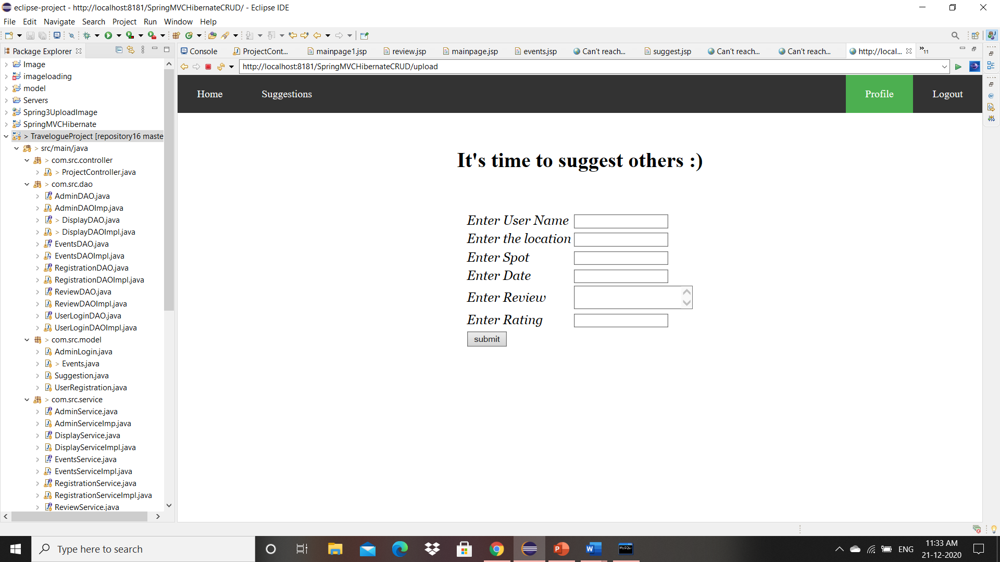 eclipse-project - http://localhost:8181/SpringMVCHibernateCRUD/ - Eclipse IDE
File Edit Navigate Search Project Run Window Help
Package Explorer
Console ProjectCont... mainpage1.jsp review.jsp mainpage.jsp events.jsp Can't reach... suggest.jsp Can't reach... Can't reach... http://local... »11
http://localhost:8181/SpringMVCHibernateCRUD/upload
Image
imageloading
model
Servers
Spring3UploadImage
SpringMVCHibernate
> TravelogueProject [repository16 maste
> src/main/java
> com.src.controller
> ProjectController.java
> com.src.dao
AdminDAO.java
AdminDAOImp.java
> DisplayDAO.java
> DisplayDAOImpl.java
EventsDAO.java
EventsDAOImpl.java
RegistrationDAO.java
RegistrationDAOImpl.java
ReviewDAO.java
ReviewDAOImpl.java
UserLoginDAO.java
UserLoginDAOImpl.java
> com.src.model
AdminLogin.java
> Events.java
Suggestion.java
UserRegistration.java
> com.src.service
AdminService.java
AdminServiceImp.java
DisplayService.java
DisplayServiceImpl.java
EventsService.java
EventsServiceImpl.java
RegistrationService.java
RegistrationServiceImpl.java
ReviewService.java
Home Suggestions Profile Logout
It's time to suggest others :)
Enter User Name
Enter the location
Enter Spot
Enter Date
Enter Review
Enter Rating
submit
Type here to search
MySQL
ENG
11:33 AM
21-12-2020